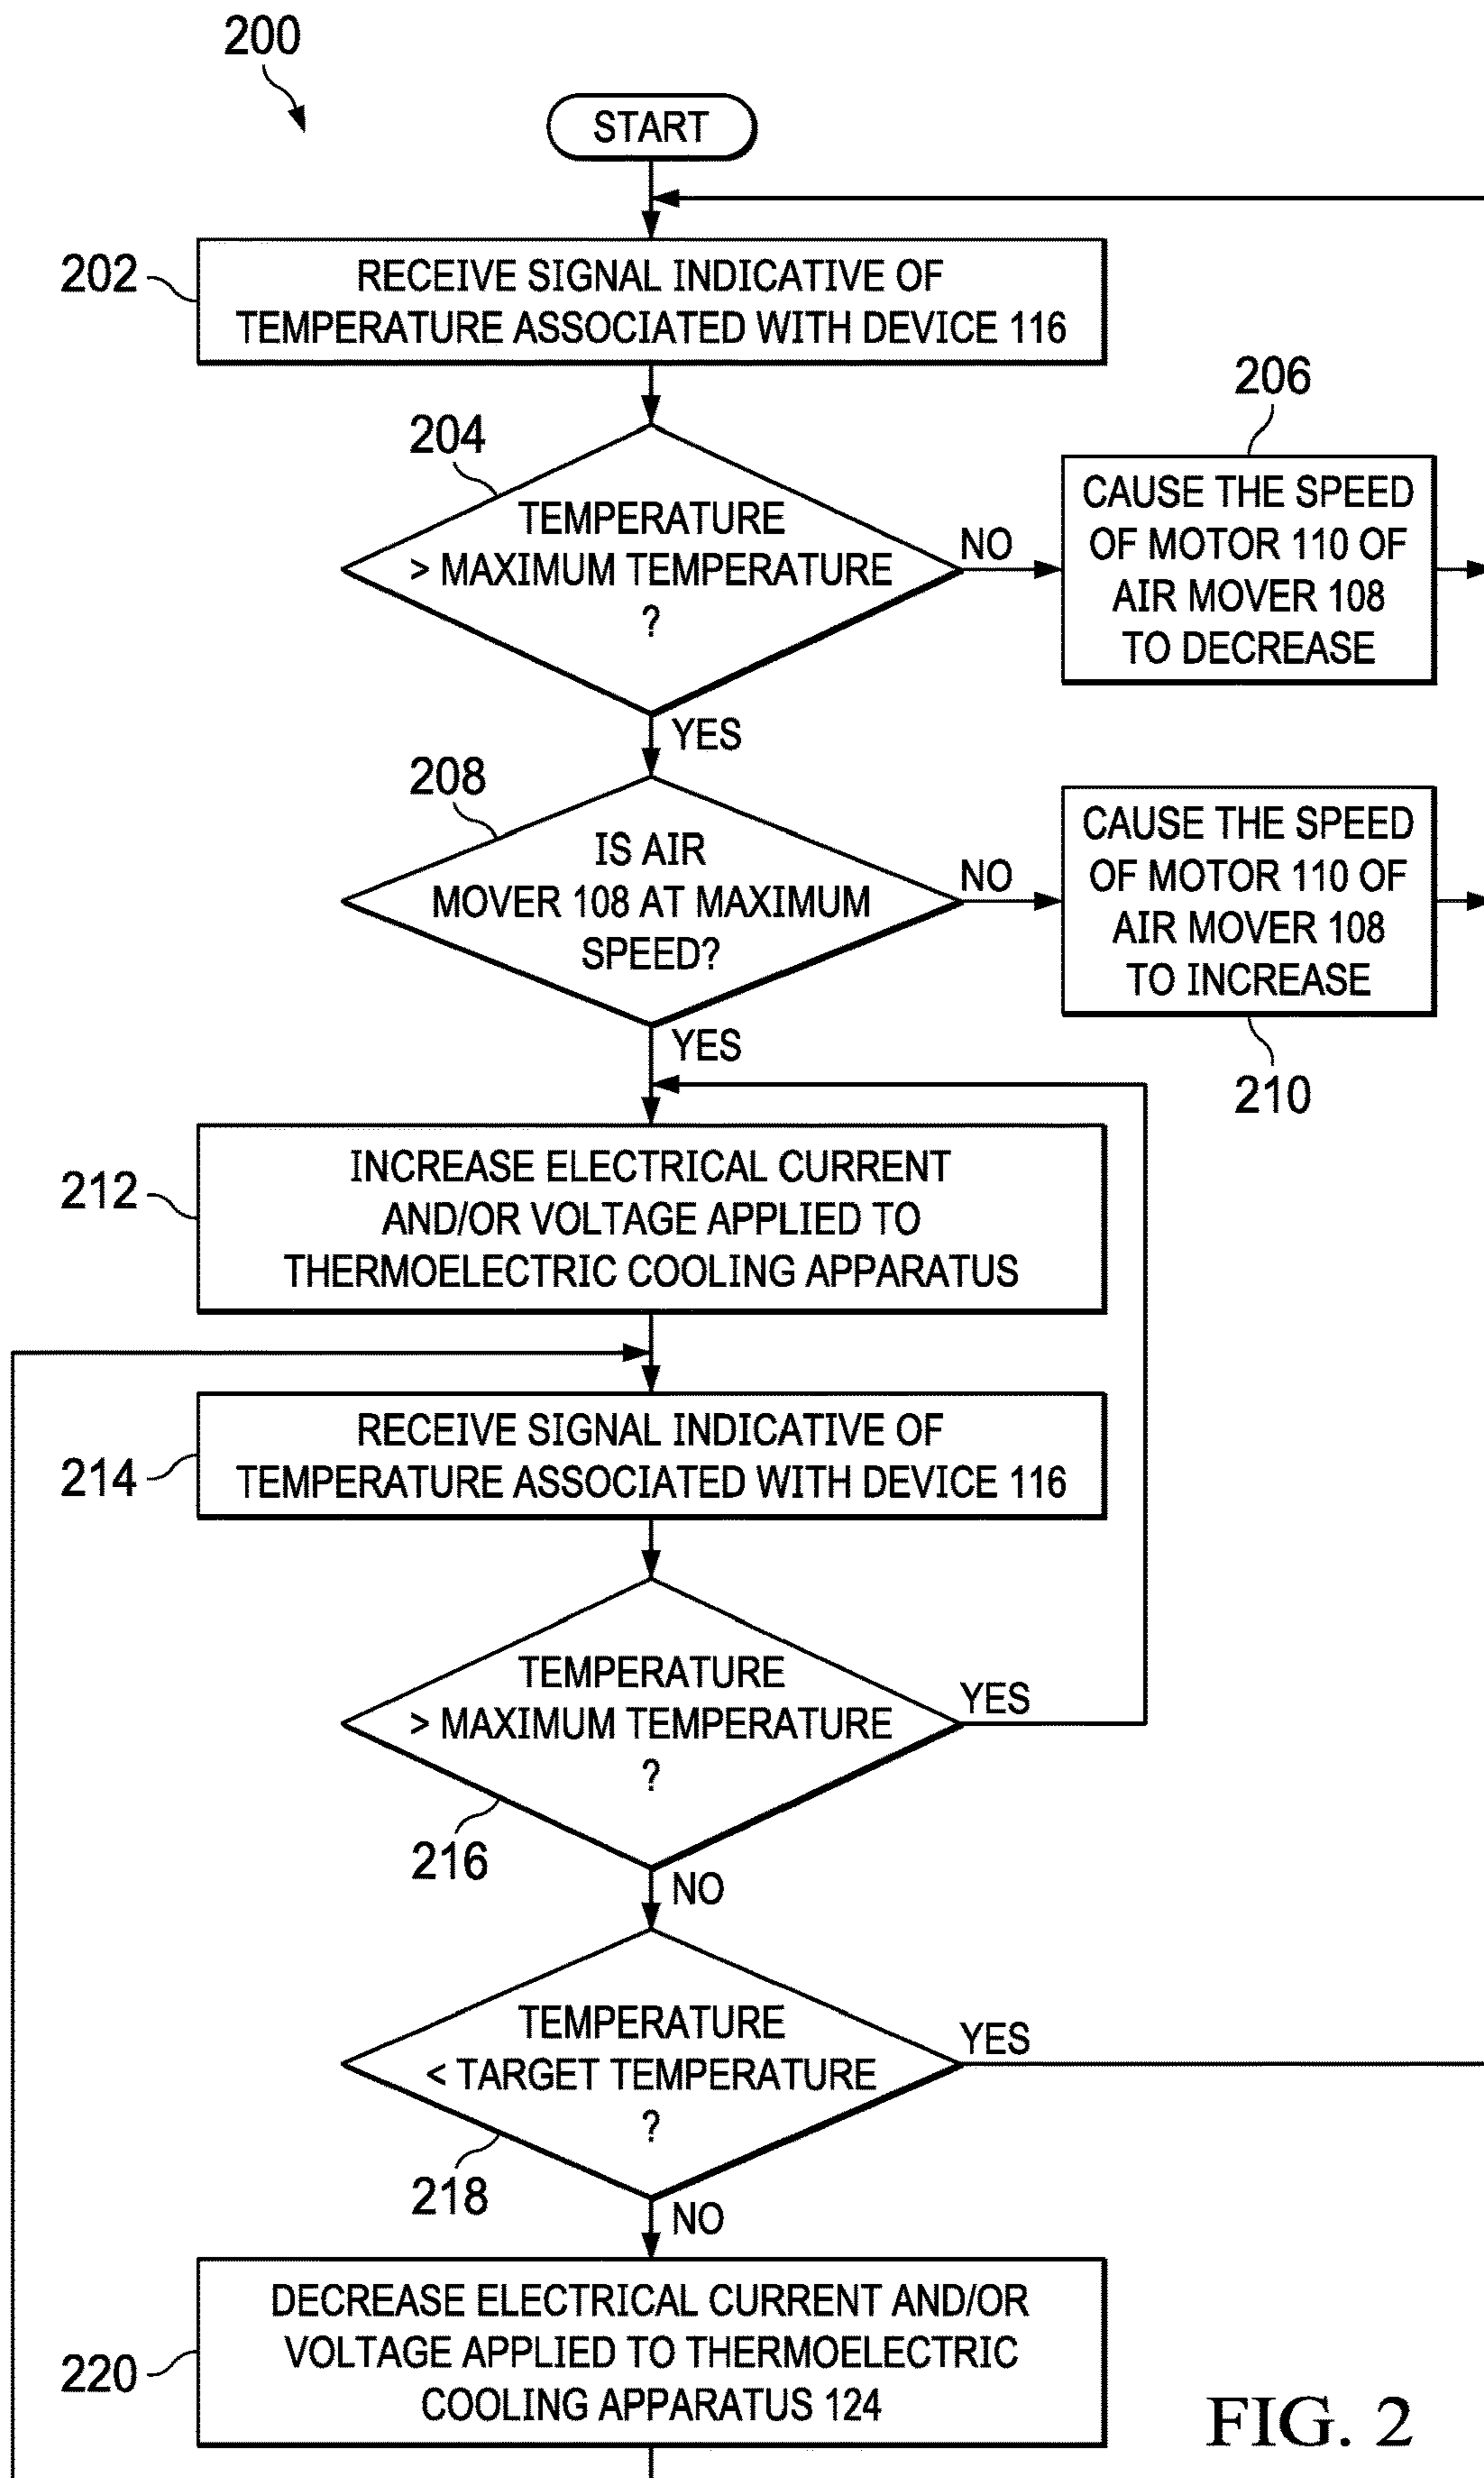 200
START
202
RECEIVE SIGNAL INDICATIVE OF
TEMPERATURE ASSOCIATED WITH DEVICE 116
204
TEMPERATURE
> MAXIMUM TEMPERATURE
?
NO
206
CAUSE THE SPEED
OF MOTOR 110 OF
AIR MOVER 108
TO DECREASE
YES
208
IS AIR
MOVER 108 AT MAXIMUM
SPEED?
NO
CAUSE THE SPEED
OF MOTOR 110 OF
AIR MOVER 108
TO INCREASE
210
YES
212
INCREASE ELECTRICAL CURRENT
AND/OR VOLTAGE APPLIED TO
THERMOELECTRIC COOLING APPARATUS
214
RECEIVE SIGNAL INDICATIVE OF
TEMPERATURE ASSOCIATED WITH DEVICE 116
TEMPERATURE
> MAXIMUM TEMPERATURE
?
YES
216
NO
TEMPERATURE
< TARGET TEMPERATURE
?
YES
218
NO
220
DECREASE ELECTRICAL CURRENT AND/OR
VOLTAGE APPLIED TO THERMOELECTRIC
COOLING APPARATUS 124
FIG. 2